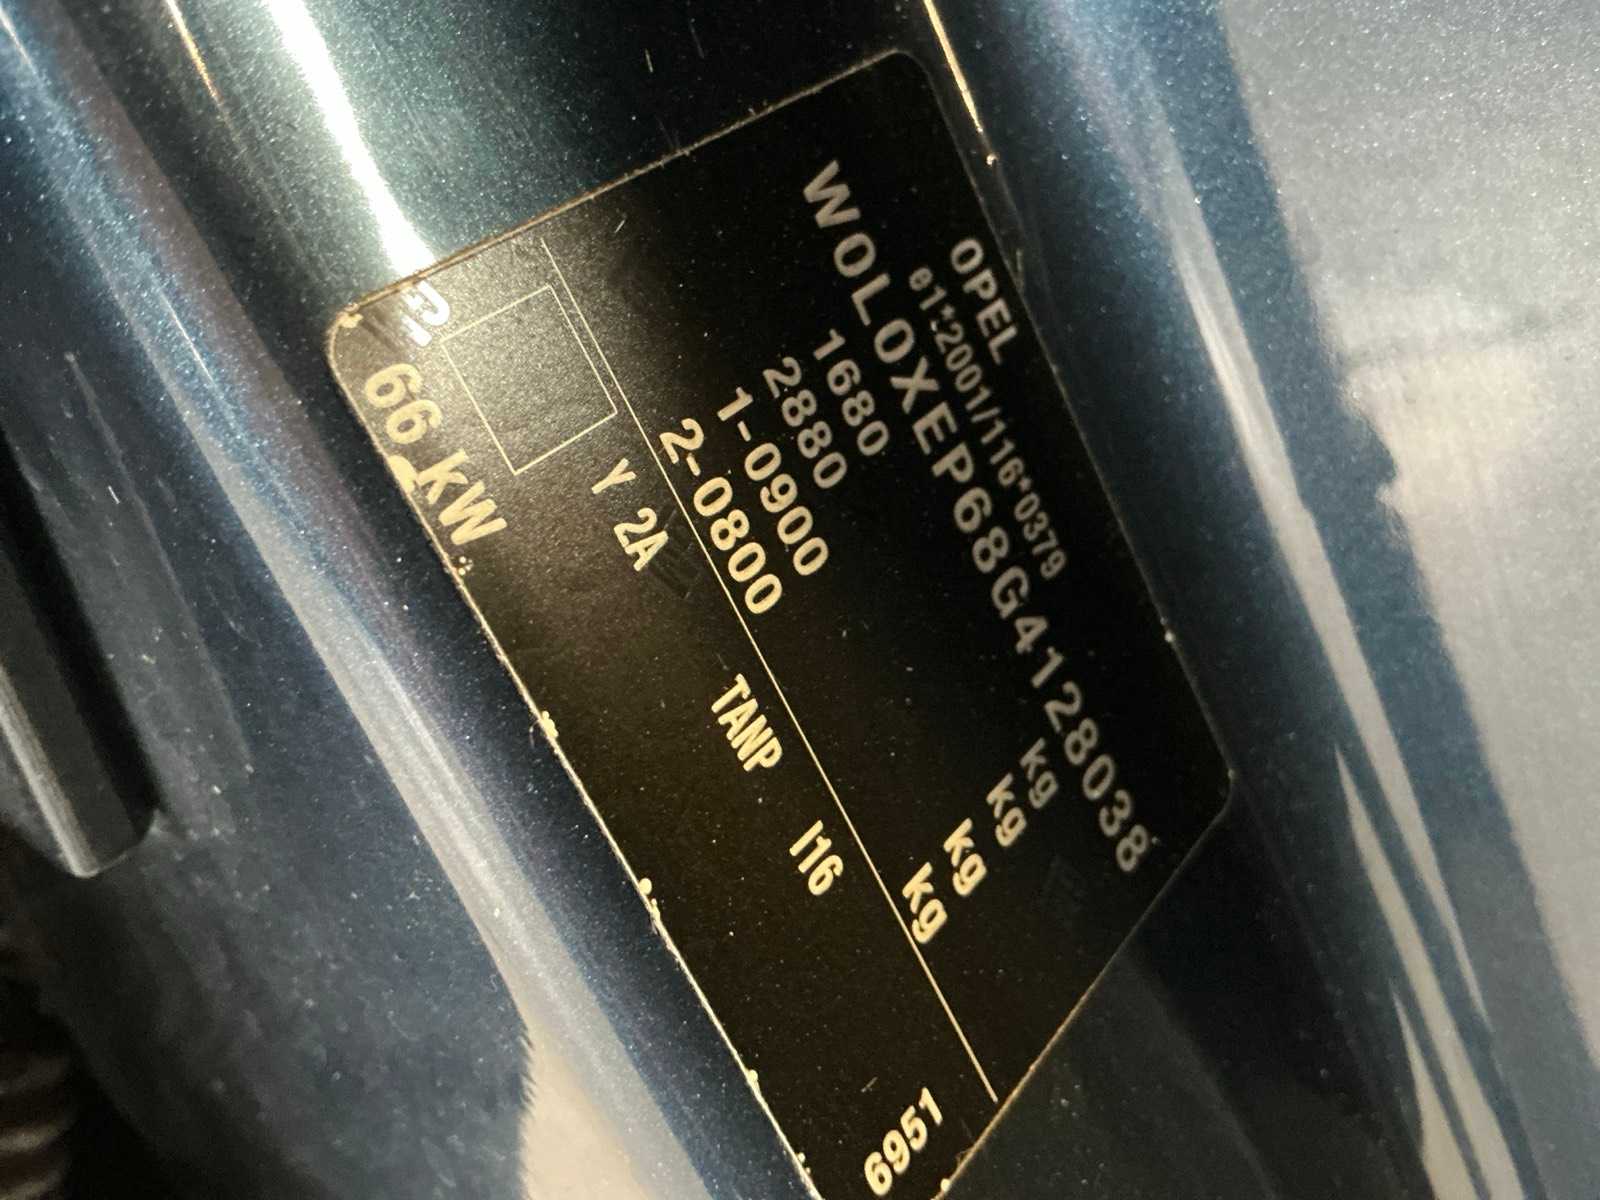 OPEL
e1*2001/116*0379
W0L0XEP68G4128038
1680 kg
2880 kg
1-0900 kg
2-0800 kg
Y 2A TANP I16
66 kW 6951